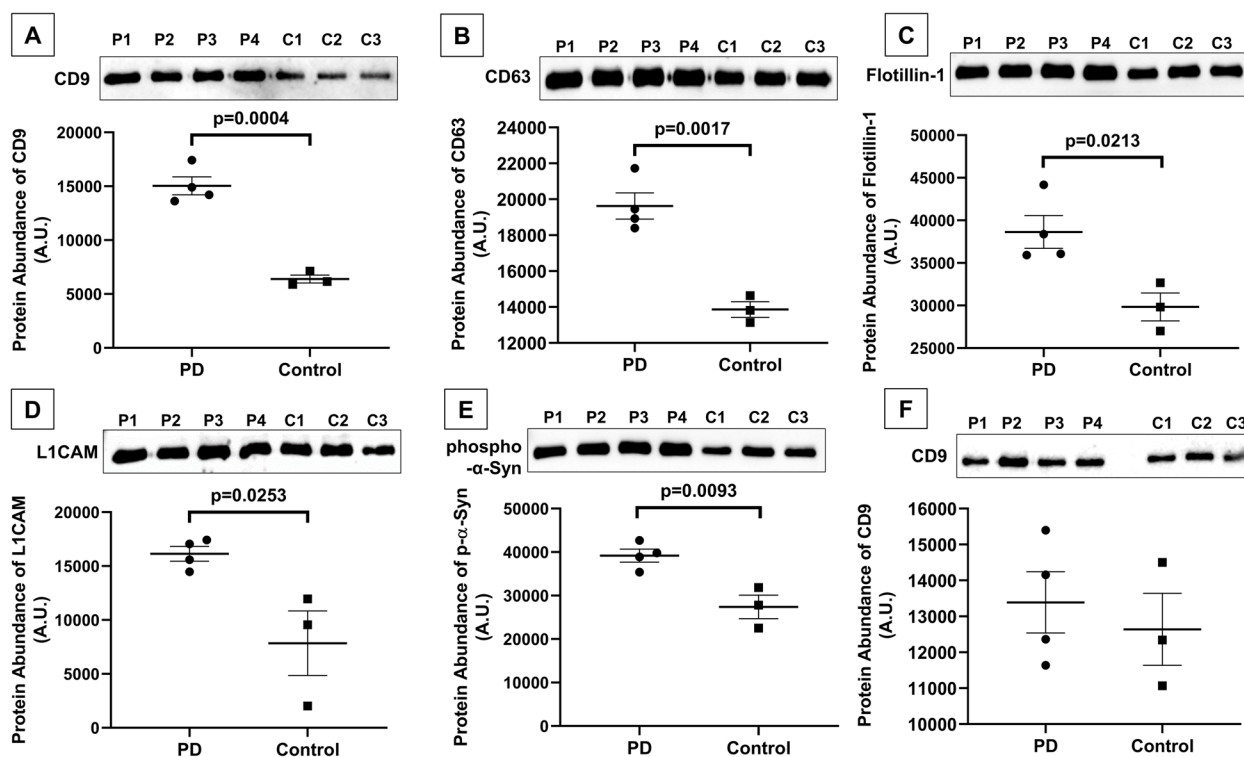 A
P1 P2 P3 P4 C1 C2 C3
CD9
p=0.0004
Protein Abundance of CD9
(A.U.)
20000
15000
10000
5000
0
PD Control
B
P1 P2 P3 P4 C1 C2 C3
CD63
p=0.0017
Protein Abundance of CD63
(A.U.)
24000
22000
20000
18000
16000
14000
12000
PD Control
C
P1 P2 P3 P4 C1 C2 C3
Flotillin-1
p=0.0213
Protein Abundance of Flotillin-1
(A.U.)
50000
45000
40000
35000
30000
25000
PD Control
D
P1 P2 P3 P4 C1 C2 C3
L1CAM
p=0.0253
Protein Abundance of L1CAM
(A.U.)
20000
15000
10000
5000
0
PD Control
E
P1 P2 P3 P4 C1 C2 C3
phospho
-α-Syn
p=0.0093
Protein Abundance of p-α-Syn
(A.U.)
50000
40000
30000
20000
10000
0
PD Control
F
P1 P2 P3 P4 C1 C2 C3
CD9
Protein Abundance of CD9
(A.U.)
16000
15000
14000
13000
12000
11000
10000
PD Control